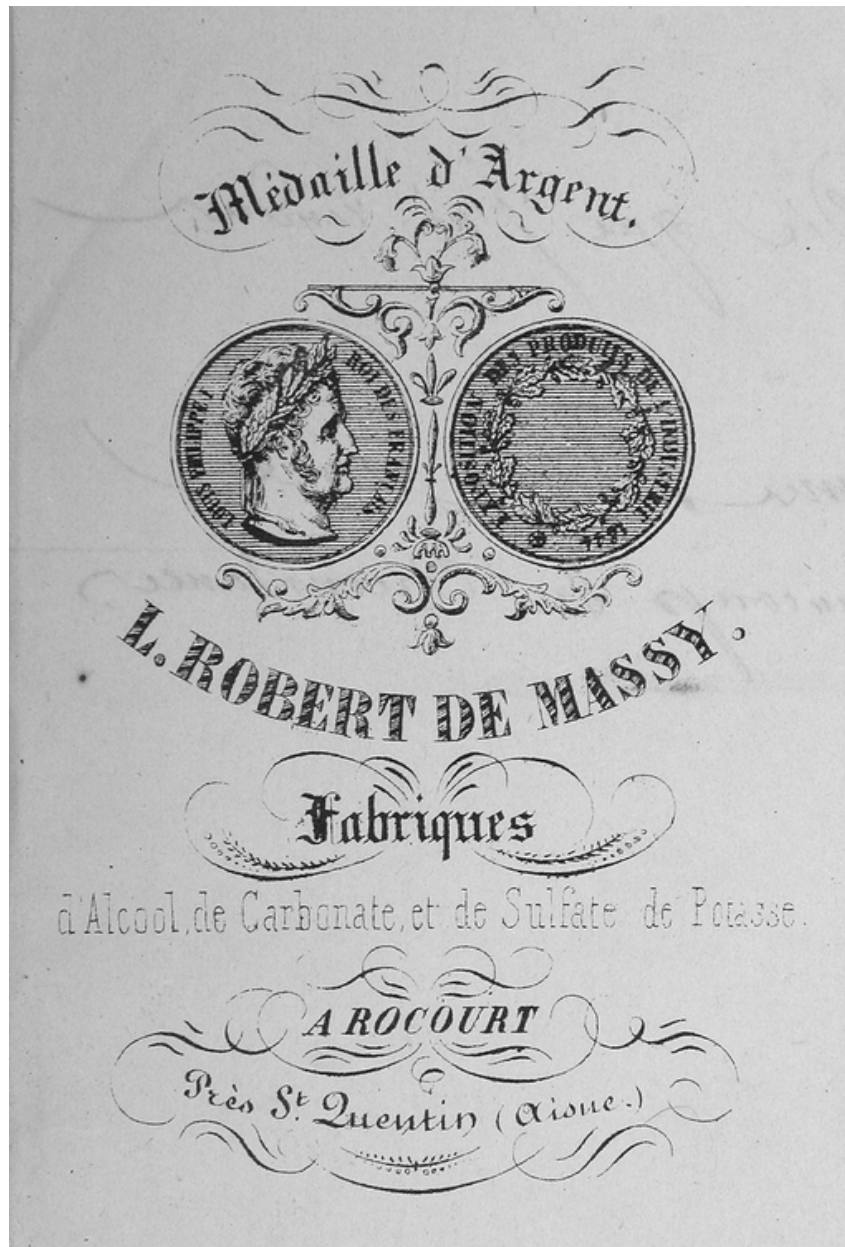 Médaille d'Argent.
LOUIS PHILIPPE I ROI DES FRANÇAIS
EXPOSITION DES PRODUITS DE L'INDUSTRIE
L. ROBERT DE MASSY.
Fabriques
d'Alcool, de Carbonate, et de Sulfate de Potasse.
A ROCOURT
Près St. Quentin (Aisne.)